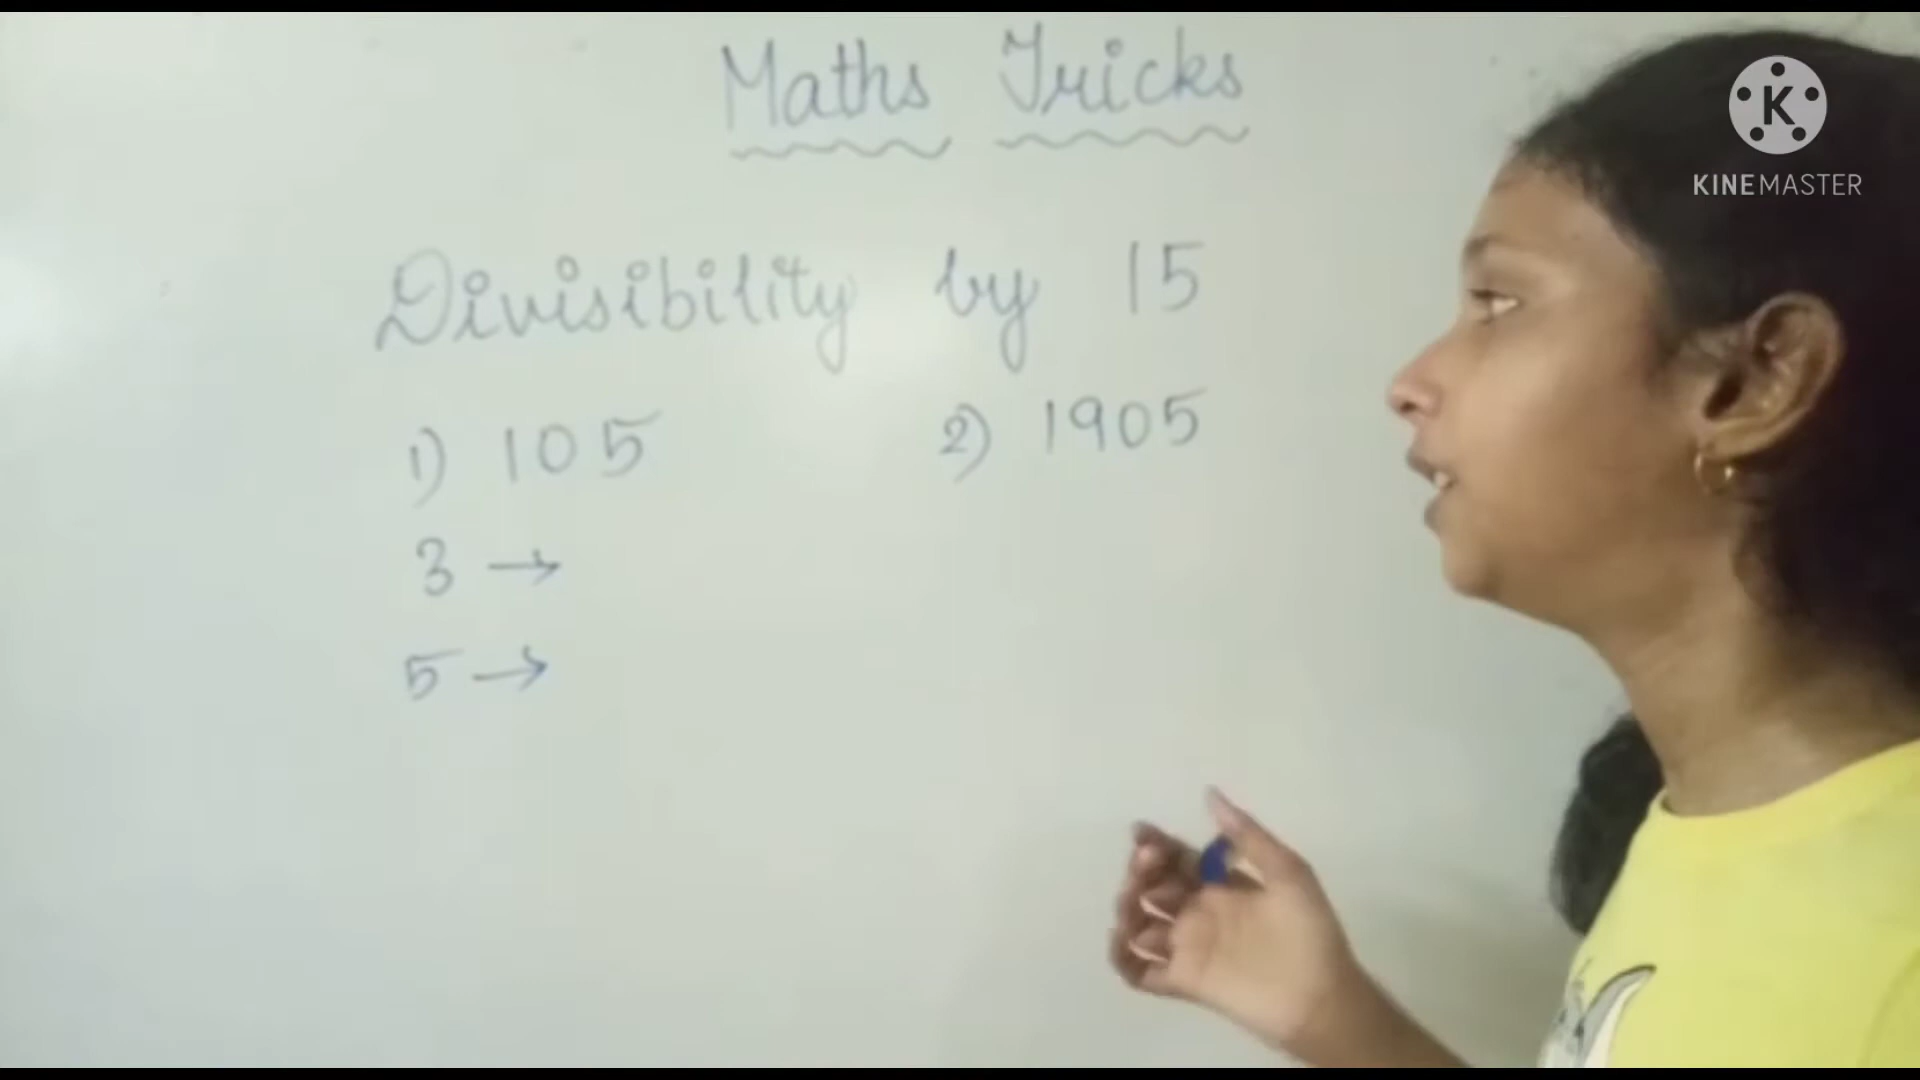 Maths Tricks
Divisibility by 15
1) 105
2) 1905
3 →
5 →
K
KINEMASTER